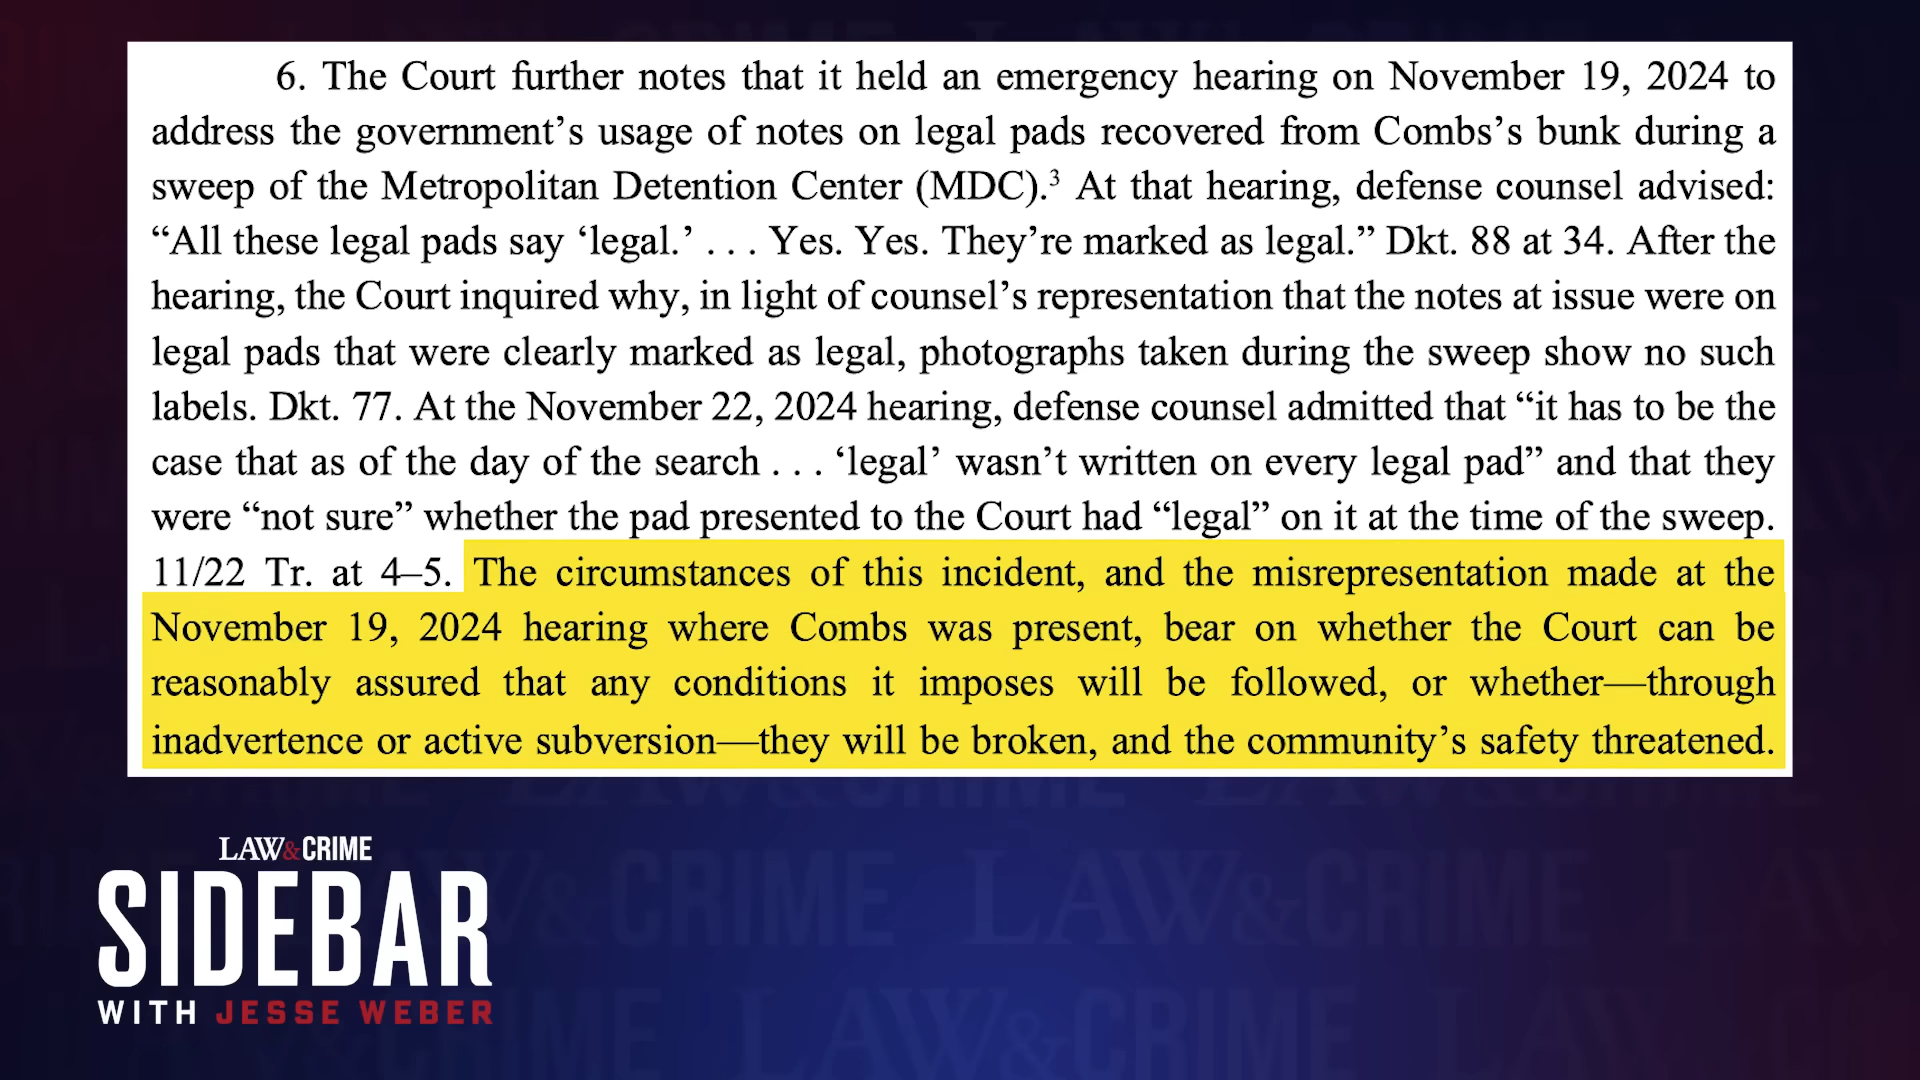 6. The Court further notes that it held an emergency hearing on November 19, 2024 to
address the government’s usage of notes on legal pads recovered from Combs’s bunk during a
sweep of the Metropolitan Detention Center (MDC).³ At that hearing, defense counsel advised:
“All these legal pads say ‘legal.’ . . . Yes. Yes. They’re marked as legal.” Dkt. 88 at 34. After the
hearing, the Court inquired why, in light of counsel’s representation that the notes at issue were on
legal pads that were clearly marked as legal, photographs taken during the sweep show no such
labels. Dkt. 77. At the November 22, 2024 hearing, defense counsel admitted that “it has to be the
case that as of the day of the search . . . ‘legal’ wasn’t written on every legal pad” and that they
were “not sure” whether the pad presented to the Court had “legal” on it at the time of the sweep.
11/22 Tr. at 4–5. The circumstances of this incident, and the misrepresentation made at the
November 19, 2024 hearing where Combs was present, bear on whether the Court can be
reasonably assured that any conditions it imposes will be followed, or whether—through
inadvertence or active subversion—they will be broken, and the community’s safety threatened.
LAW&CRIME
SIDEBAR
WITH JESSE WEBER
LAW&CRIME
LAW&CRIME
LAW&CRIME